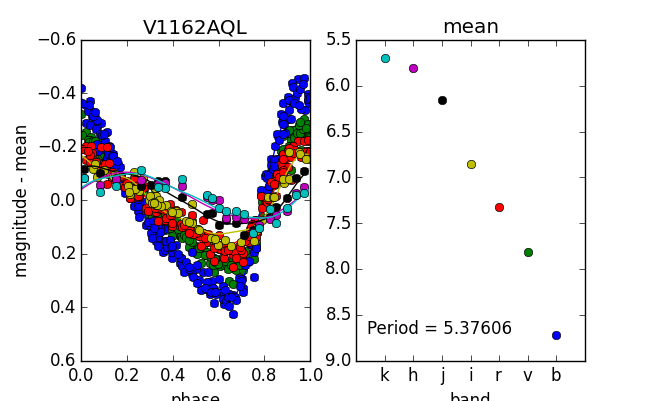 V1162AQL
mean
−0.6
−0.4
−0.2
0.0
0.2
0.4
0.6
magnitude - mean
0.0 0.2 0.4 0.6 0.8 1.0
phase
5.5
6.0
6.5
7.0
7.5
8.0
8.5
9.0
Period = 5.37606
k h j i r v b
band